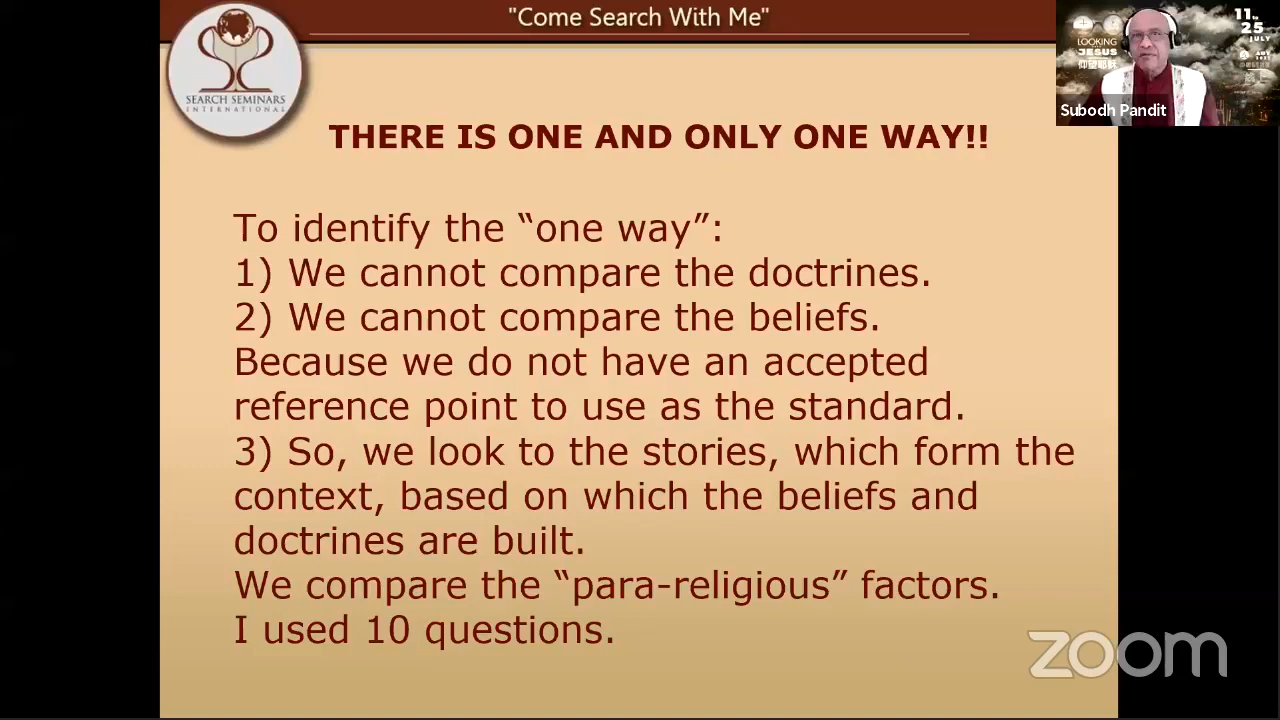 "Come Search With Me"
SEARCH SEMINARS
INTERNATIONAL
11 to
25
JULY
LOOKING
JESUS
仰望耶穌
Subodh Pandit
THERE IS ONE AND ONLY ONE WAY!!
To identify the “one way”:
1) We cannot compare the doctrines.
2) We cannot compare the beliefs.
Because we do not have an accepted
reference point to use as the standard.
3) So, we look to the stories, which form the
context, based on which the beliefs and
doctrines are built.
We compare the “para-religious” factors.
I used 10 questions.
zoom